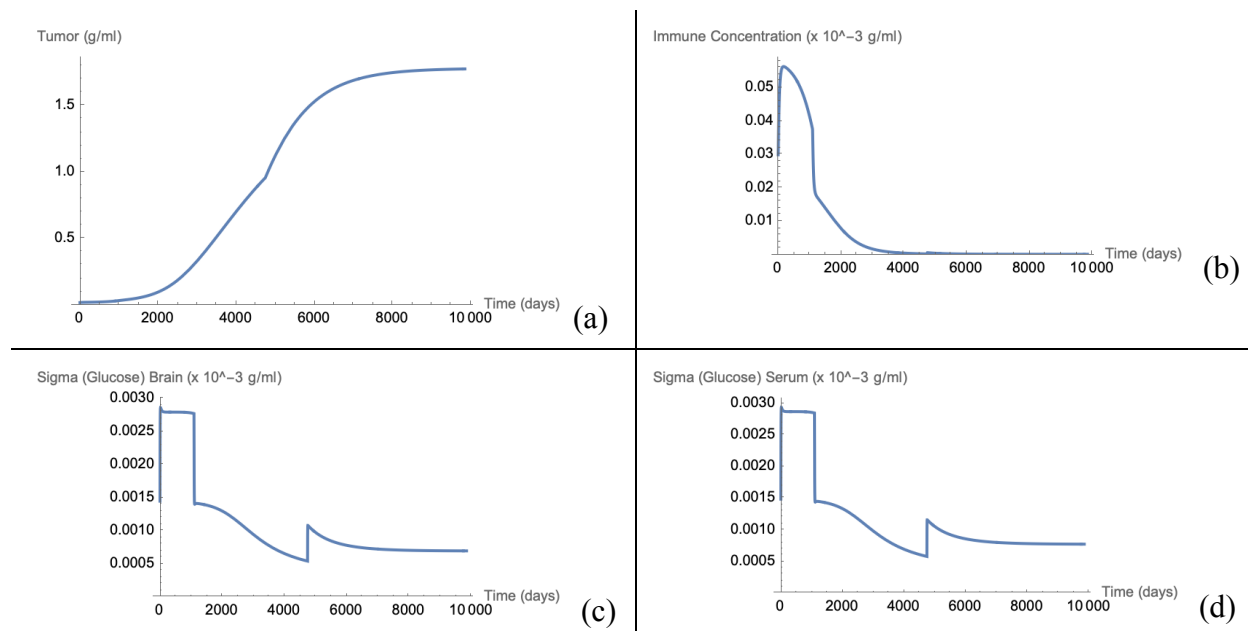 Tumor (g/ml)
1.5
1.0
0.5
0 2000 4000 6000 8000 10 000
Time (days)
(a)
Immune Concentration (x 10^−3 g/ml)
0.05
0.04
0.03
0.02
0.01
0 2000 4000 6000 8000 10 000
Time (days)
(b)
Sigma (Glucose) Brain (x 10^−3 g/ml)
0.0030
0.0025
0.0020
0.0015
0.0010
0.0005
0 2000 4000 6000 8000 10 000
Time (days)
(c)
Sigma (Glucose) Serum (x 10^−3 g/ml)
0.0030
0.0025
0.0020
0.0015
0.0010
0.0005
0 2000 4000 6000 8000 10 000
Time (days)
(d)